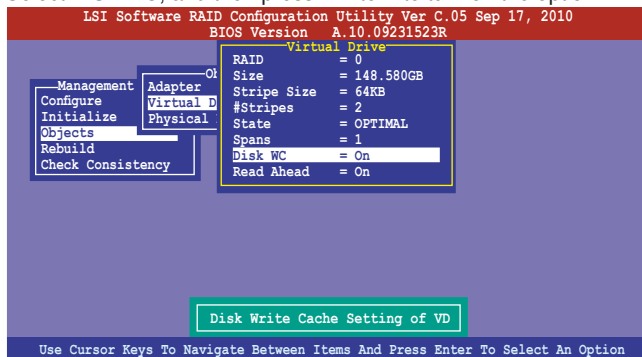 LSI Software RAID Configuration Utility Ver C.05 Sep 17, 2010
BIOS Version A.10.09231523R
Management
Configure
Initialize
Objects
Rebuild
Check Consistency
Ob
Adapter
Virtual D
Physical
Virtual Drive
RAID = 0
Size = 148.580GB
Stripe Size = 64KB
#Stripes = 2
State = OPTIMAL
Spans = 1
Disk WC = On
Read Ahead = On
Disk Write Cache Setting of VD
Use Cursor Keys To Navigate Between Items And Press Enter To Select An Option